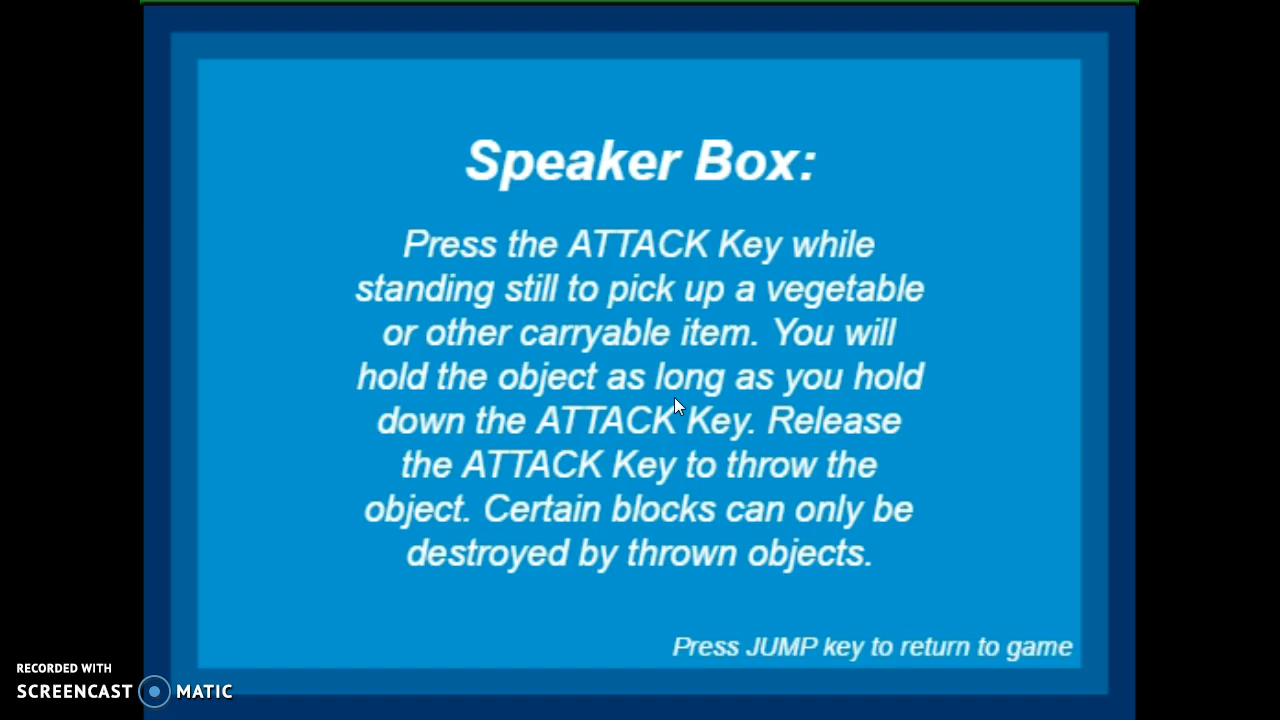 Speaker Box:
Press the ATTACK Key while
standing still to pick up a vegetable
or other carryable item. You will
hold the object as long as you hold
down the ATTACK Key. Release
the ATTACK Key to throw the
object. Certain blocks can only be
destroyed by thrown objects.
Press JUMP key to return to game
RECORDED WITH
SCREENCAST MATIC